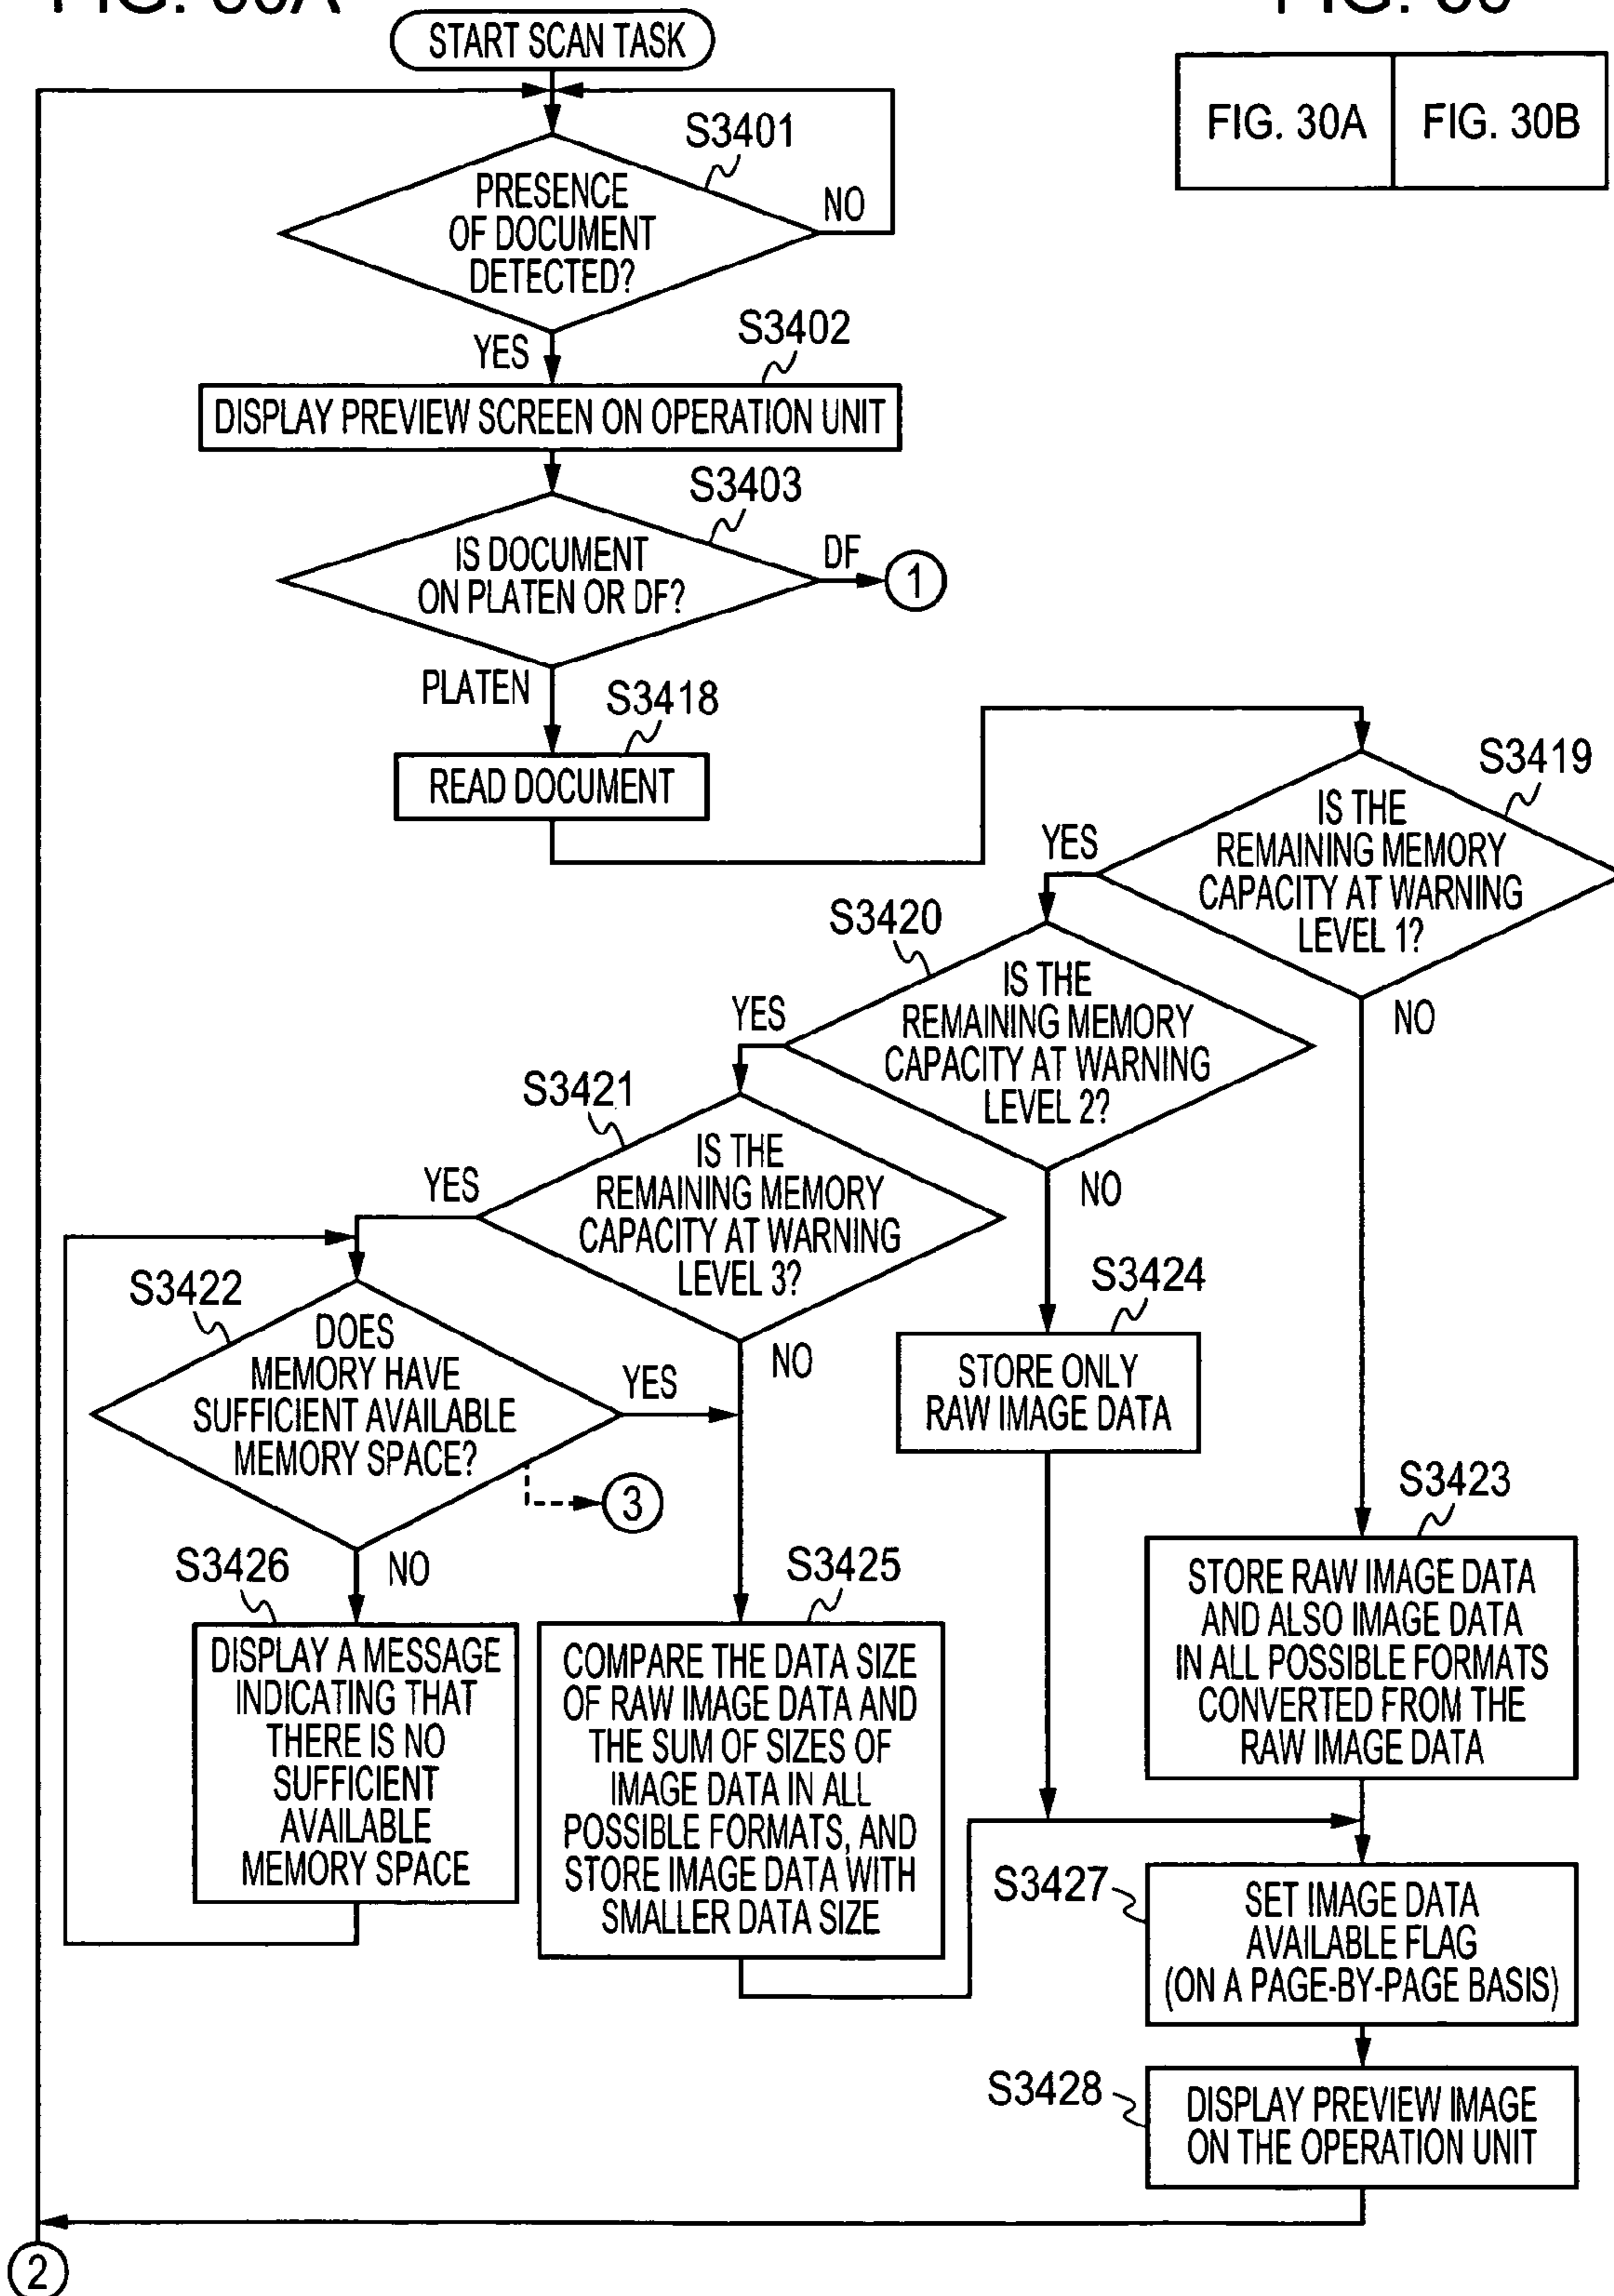 FIG. 30A
FIG. 30
START SCAN TASK
FIG. 30A
FIG. 30B
S3401
PRESENCE
OF DOCUMENT
DETECTED?
NO
YES
S3402
DISPLAY PREVIEW SCREEN ON OPERATION UNIT
S3403
IS DOCUMENT
ON PLATEN OR DF?
DF
1
PLATEN
S3418
READ DOCUMENT
S3419
IS THE
REMAINING MEMORY
CAPACITY AT WARNING
LEVEL 1?
YES
NO
S3420
IS THE
REMAINING MEMORY
CAPACITY AT WARNING
LEVEL 2?
YES
NO
S3421
IS THE
REMAINING MEMORY
CAPACITY AT WARNING
LEVEL 3?
YES
NO
S3422
DOES
MEMORY HAVE
SUFFICIENT AVAILABLE
MEMORY SPACE?
YES
3
NO
S3424
STORE ONLY
RAW IMAGE DATA
S3423
STORE RAW IMAGE DATA
AND ALSO IMAGE DATA
IN ALL POSSIBLE FORMATS
CONVERTED FROM THE
RAW IMAGE DATA
S3426
DISPLAY A MESSAGE
INDICATING THAT
THERE IS NO
SUFFICIENT
AVAILABLE
MEMORY SPACE
S3425
COMPARE THE DATA SIZE
OF RAW IMAGE DATA AND
THE SUM OF SIZES OF
IMAGE DATA IN ALL
POSSIBLE FORMATS, AND
STORE IMAGE DATA WITH
SMALLER DATA SIZE
S3427
SET IMAGE DATA
AVAILABLE FLAG
(ON A PAGE-BY-PAGE BASIS)
S3428
DISPLAY PREVIEW IMAGE
ON THE OPERATION UNIT
2